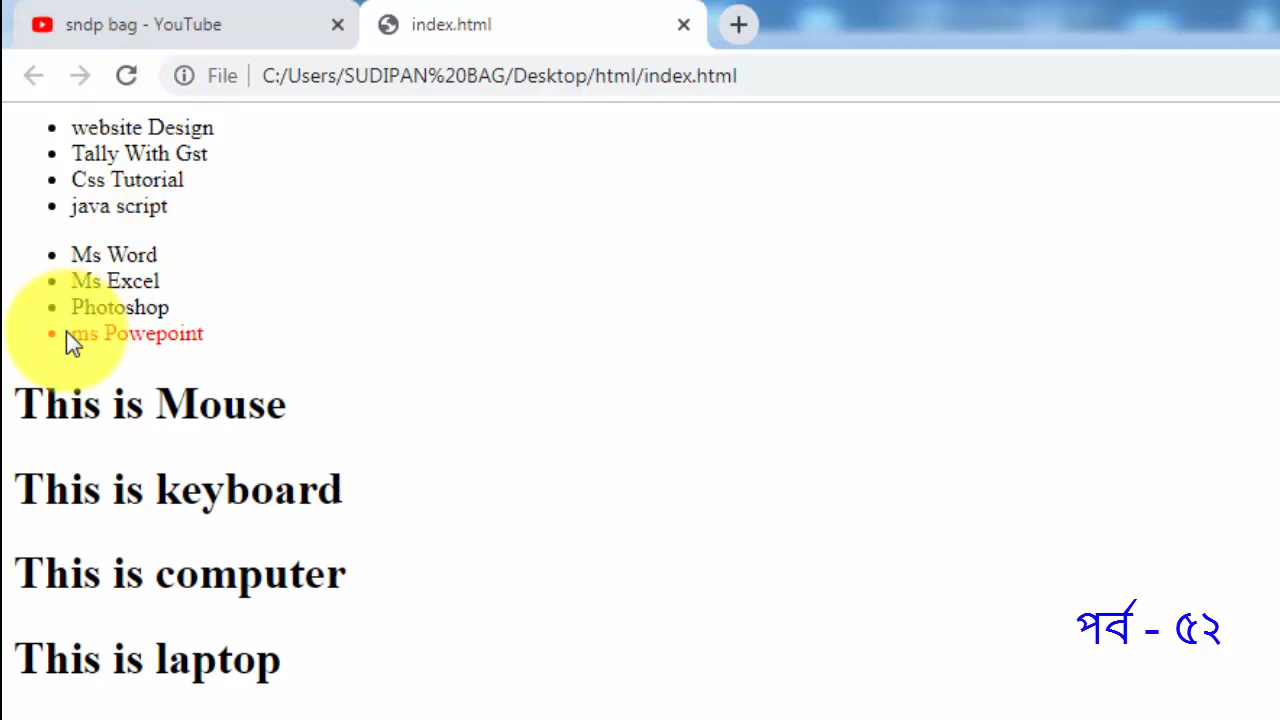 sndp bag - YouTube
index.html
File
C:/Users/SUDIPAN%20BAG/Desktop/html/index.html
website Design
Tally With Gst
Css Tutorial
java script
Ms Word
Ms Excel
Photoshop
ms Powepoint
This is Mouse
This is keyboard
This is computer
This is laptop
পর্ব - ৫২